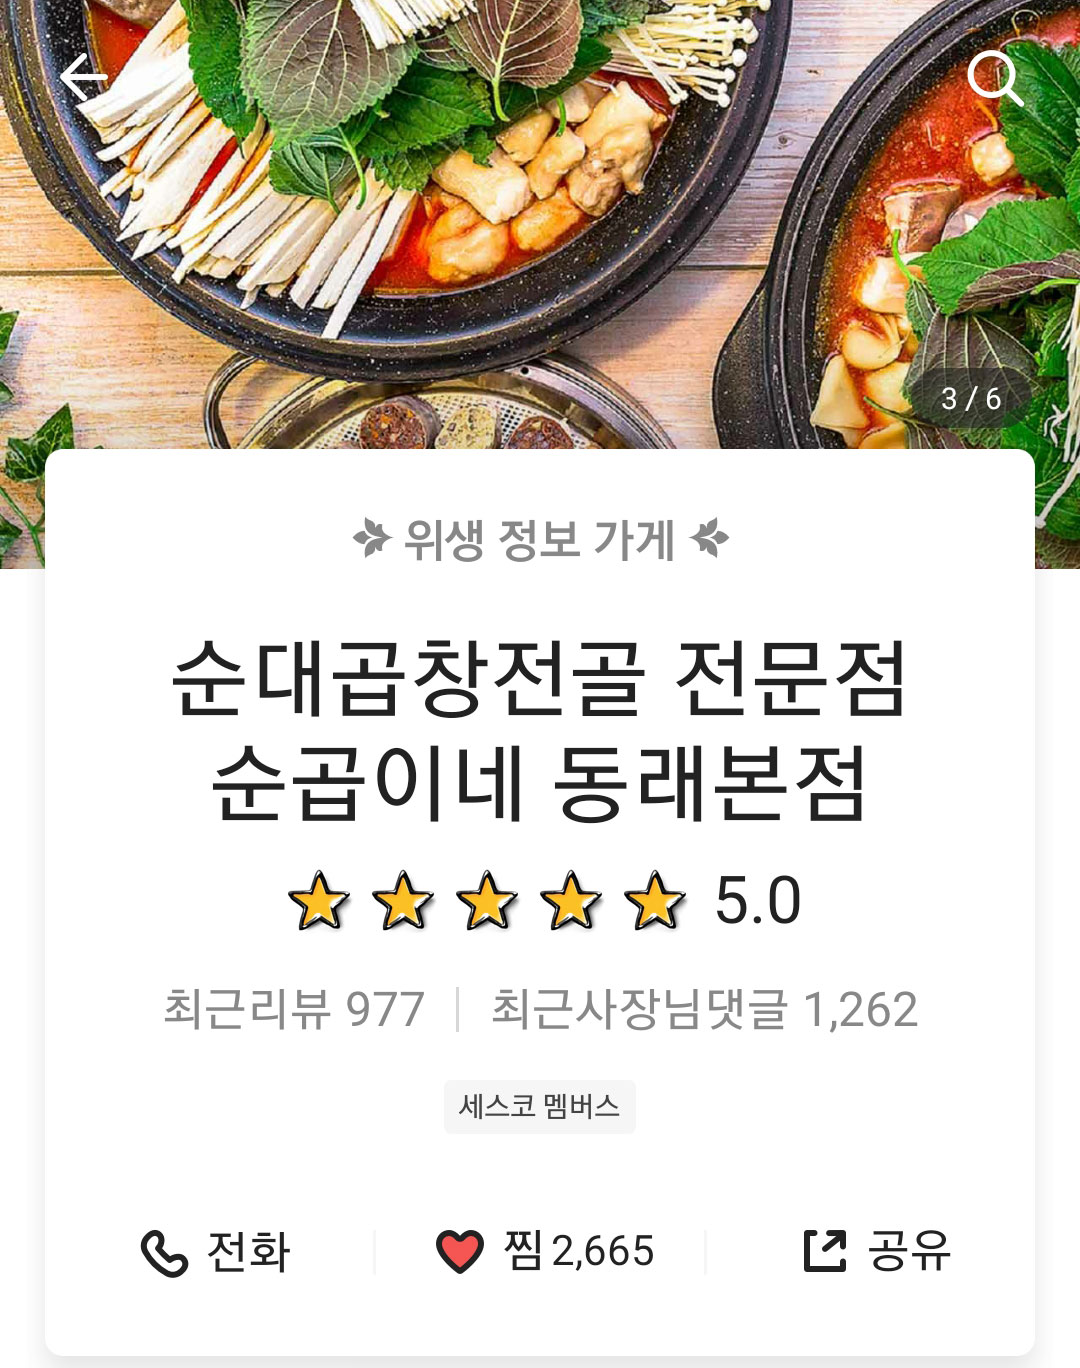 3 / 6
위생 정보 가게
순대곱창전골 전문점
순곱이네 동래본점
5.0
최근리뷰 977 | 최근사장님댓글 1,262
세스코 멤버스
전화 찜 2,665 공유